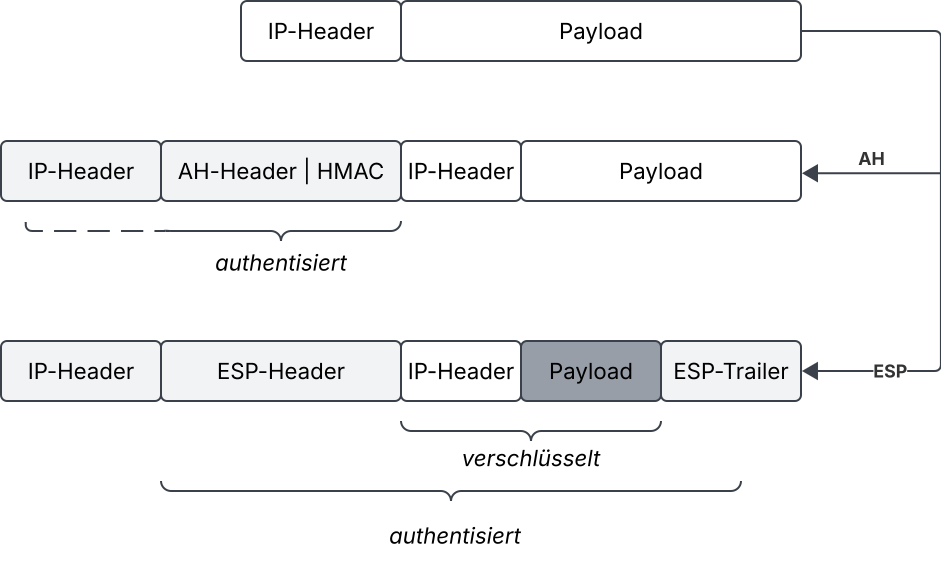 IP-Header Payload
AH
IP-Header AH-Header | HMAC IP-Header Payload
authentisiert
IP-Header ESP-Header IP-Header Payload ESP-Trailer ESP
verschlüsselt
authentisiert